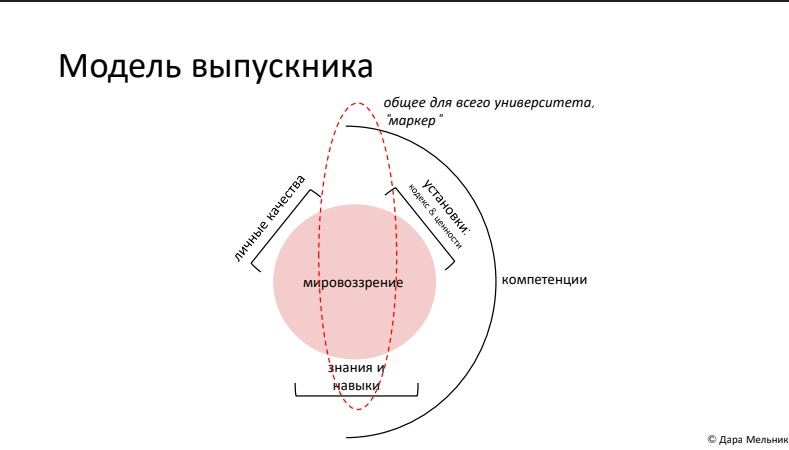 Модель выпускника
общее для всего университета,
"маркер"
личные качества
установки:
кодекс & ценности
мировоззрение
компетенции
знания и
навыки
© Дара Мельник